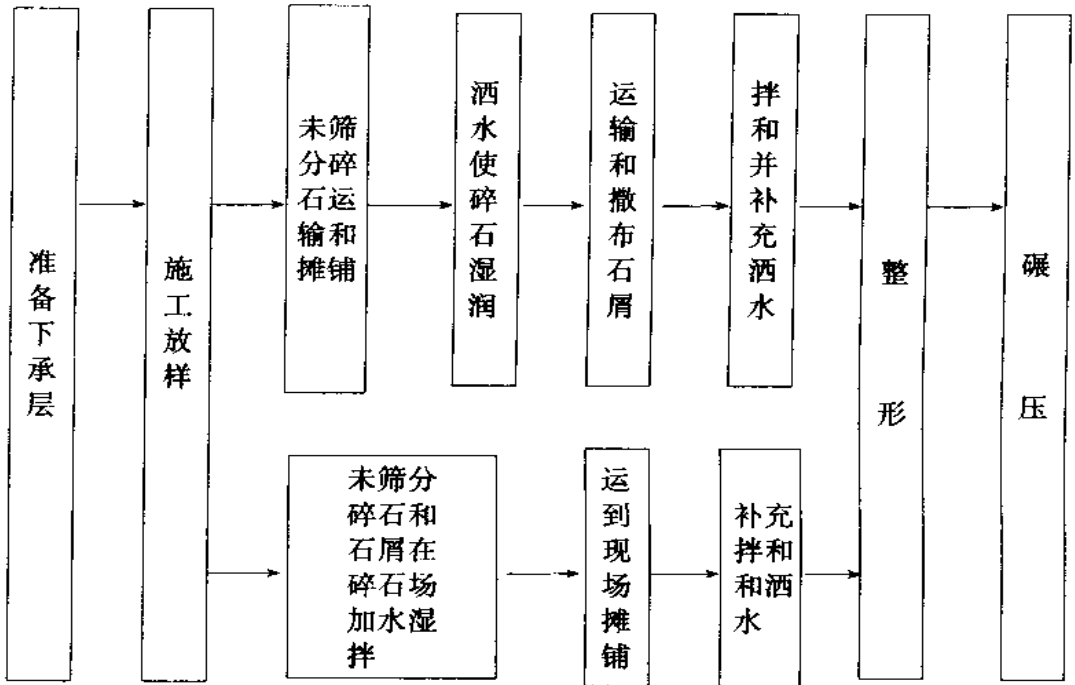 准备下承层
施工放样
未筛
分碎
石运
输和
摊铺
洒水使碎石湿润
运输和撒布石屑
拌和并补充洒水
未筛分
碎石和
石屑在
碎石场
加水湿
拌
运到现场摊铺
补充
拌和
和洒
水
整形
碾压